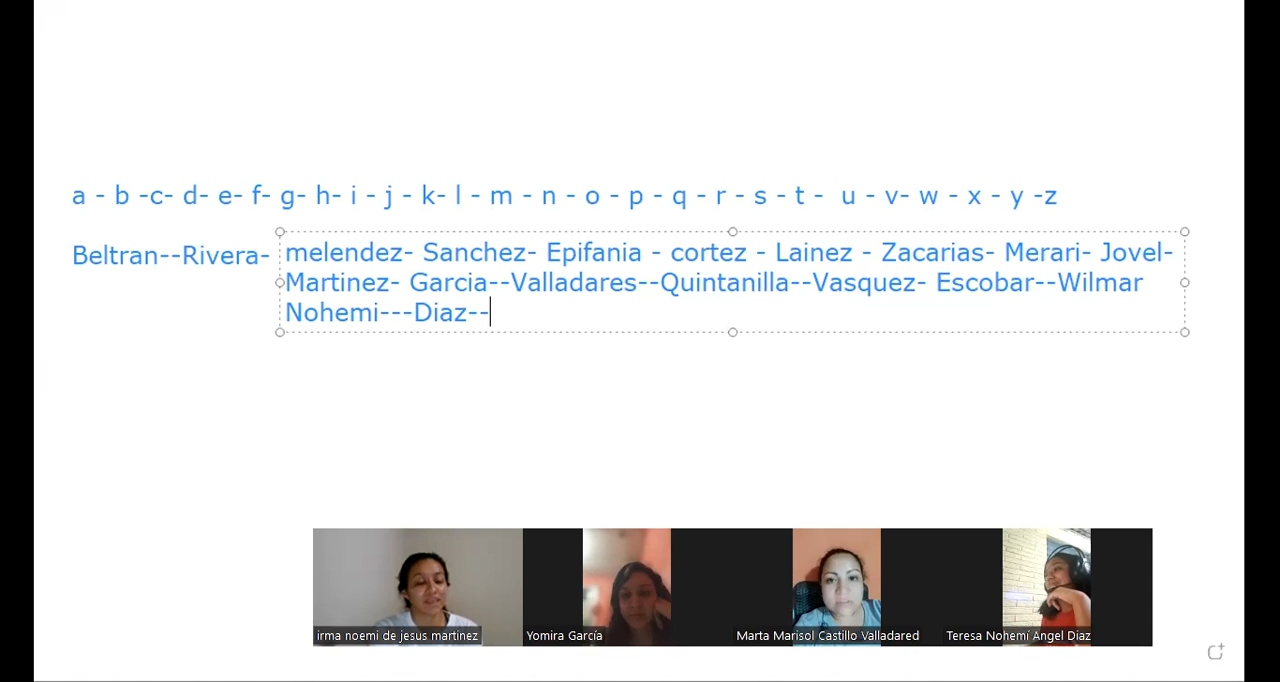 a - b -c- d- e- f- g- h- i - j - k- l - m - n - o - p - q - r - s - t -  u - v- w - x - y -z
Beltran--Rivera- melendez- Sanchez- Epifania - cortez - Lainez - Zacarias- Merari- Jovel-
Martinez- Garcia--Valladares--Quintanilla--Vasquez- Escobar--Wilmar
Nohemi---Diaz--
irma noemi de jesus martinez
Yomira García
Marta Marisol Castillo Valladared
Teresa Nohemí Angel Diaz